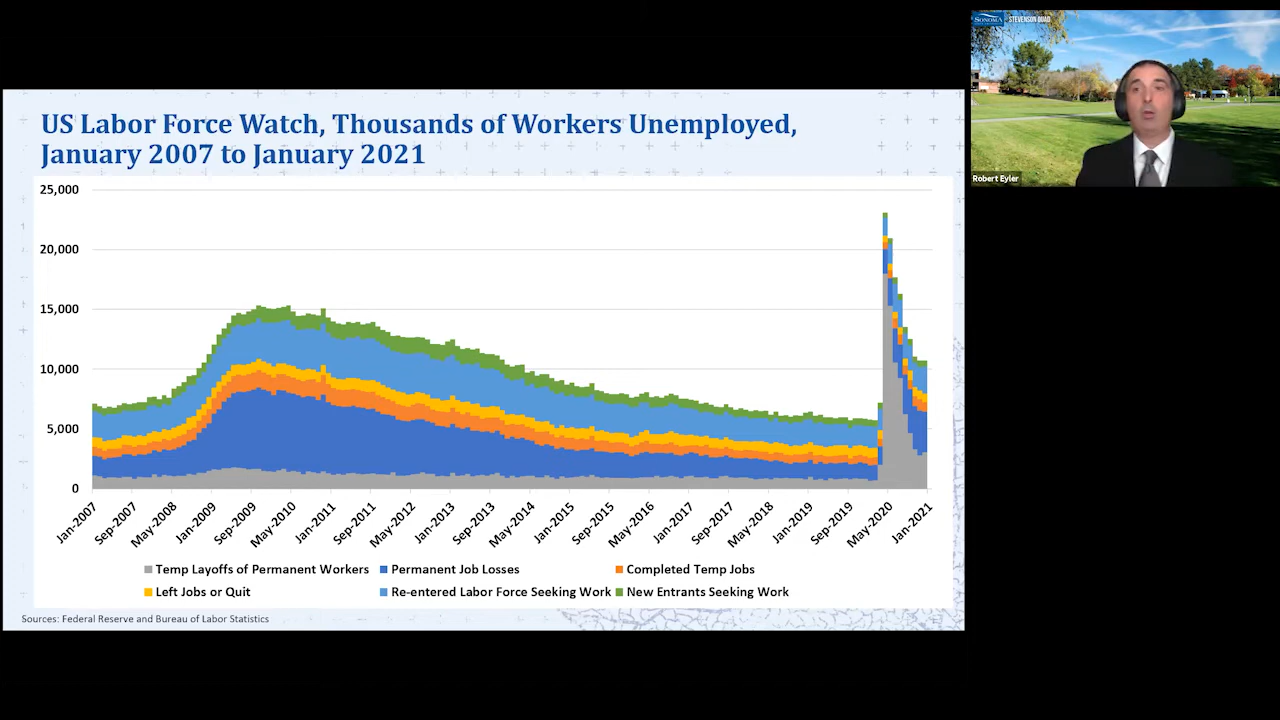 US Labor Force Watch, Thousands of Workers Unemployed,
January 2007 to January 2021
25,000
20,000
15,000
10,000
5,000
0
Jan-2007
Sep-2007
May-2008
Jan-2009
Sep-2009
May-2010
Jan-2011
Sep-2011
May-2012
Jan-2013
Sep-2013
May-2014
Jan-2015
Sep-2015
May-2016
Jan-2017
Sep-2017
May-2018
Jan-2019
Sep-2019
May-2020
Jan-2021
Temp Layoffs of Permanent Workers
Permanent Job Losses
Completed Temp Jobs
Left Jobs or Quit
Re-entered Labor Force Seeking Work
New Entrants Seeking Work
Sources: Federal Reserve and Bureau of Labor Statistics
SONOMA
STEVENSON QUAD
Robert Eyler